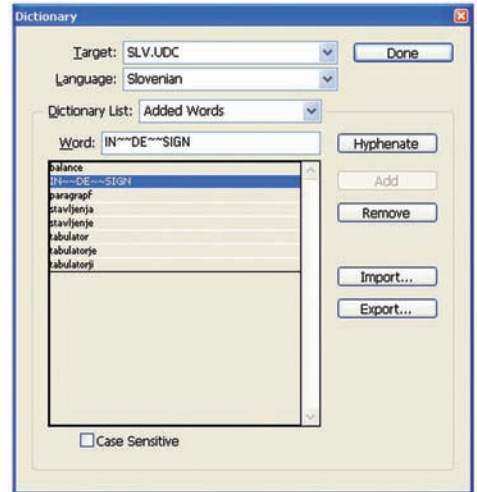 Dictionary
Target: SLV.UDC
Done
Language: Slovenian
Dictionary List: Added Words
Word: IN~~DE~~SIGN
Hyphenate
balance
IN~~DE~~SIGN
Add
paragrapf
stavljenja
Remove
stavljenje
tabulator
tabulatorje
tabulatorji
Import...
Export...
Case Sensitive